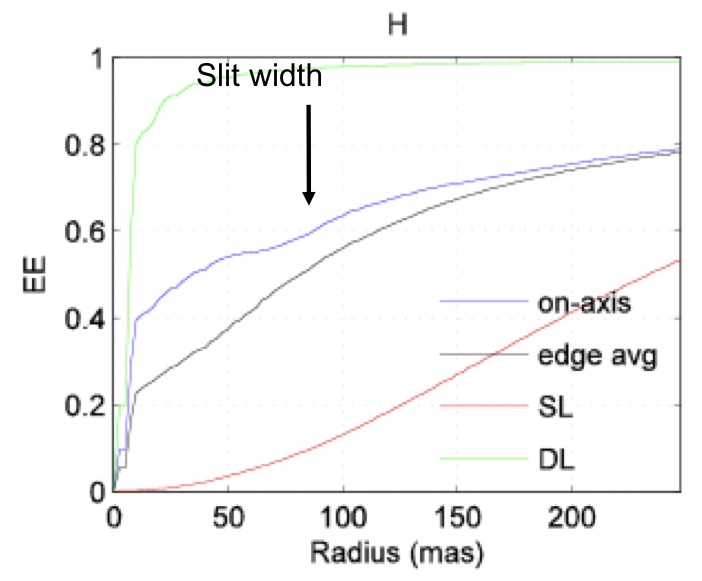 H
Slit width
1
0.8
0.6
0.4
0.2
0
EE
on-axis
edge avg
SL
DL
0 50 100 150 200
Radius (mas)